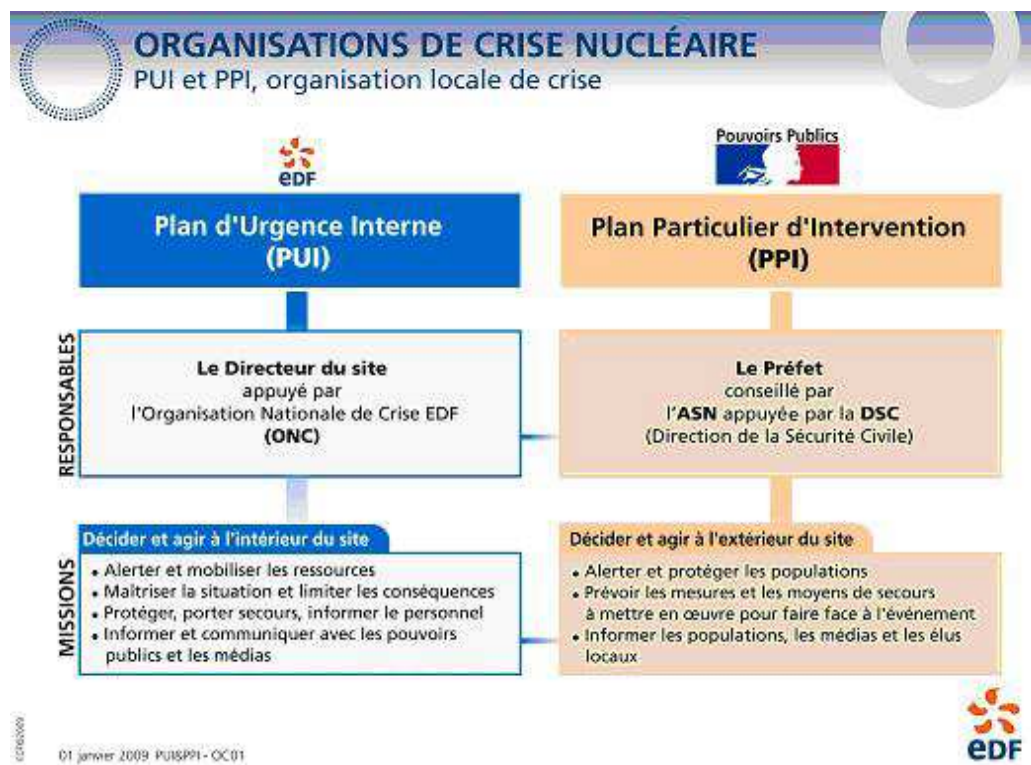 ORGANISATIONS DE CRISE NUCLÉAIRE
PUI et PPI, organisation locale de crise
eDF
Pouvoirs Publics
Plan d'Urgence Interne
(PUI)
Plan Particulier d'Intervention
(PPI)
RESPONSABLES
Le Directeur du site
appuyé par
l'Organisation Nationale de Crise EDF
(ONC)
Le Préfet
conseillé par
l'ASN appuyée par la DSC
(Direction de la Sécurité Civile)
MISSIONS
Décider et agir à l'intérieur du site
• Alerter et mobiliser les ressources
• Maîtriser la situation et limiter les conséquences
• Protéger, porter secours, informer le personnel
• Informer et communiquer avec les pouvoirs
publics et les médias
Décider et agir à l'extérieur du site
• Alerter et protéger les populations
• Prévoir les mesures et les moyens de secours
à mettre en œuvre pour faire face à l'événement
• Informer les populations, les médias et les élus
locaux
01 janvier 2009 PUI&PPI - OC01
eDF